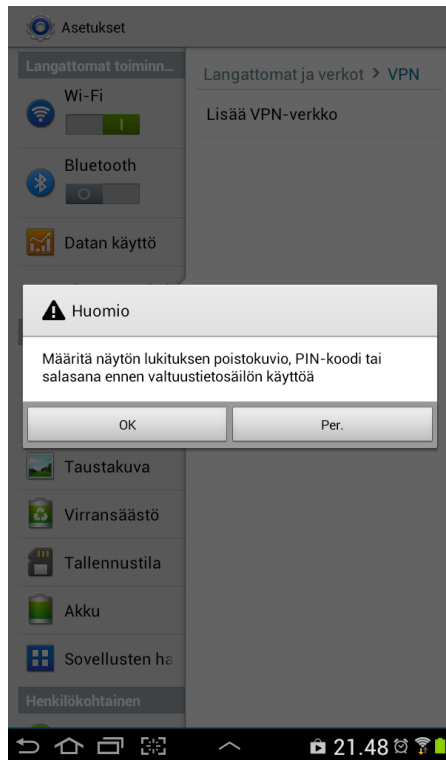 Asetukset
Langattomat toiminn...
Langattomat ja verkot > VPN
Wi-Fi
Lisää VPN-verkko
Bluetooth
Datan käyttö
Huomio
Määritä näytön lukituksen poistokuvio, PIN-koodi tai
salasana ennen valtuustietosäilön käyttöä
OK
Per.
Taustakuva
Virransäästö
Tallennustila
Akku
Sovellusten ha
Henkilökohtainen
21.48